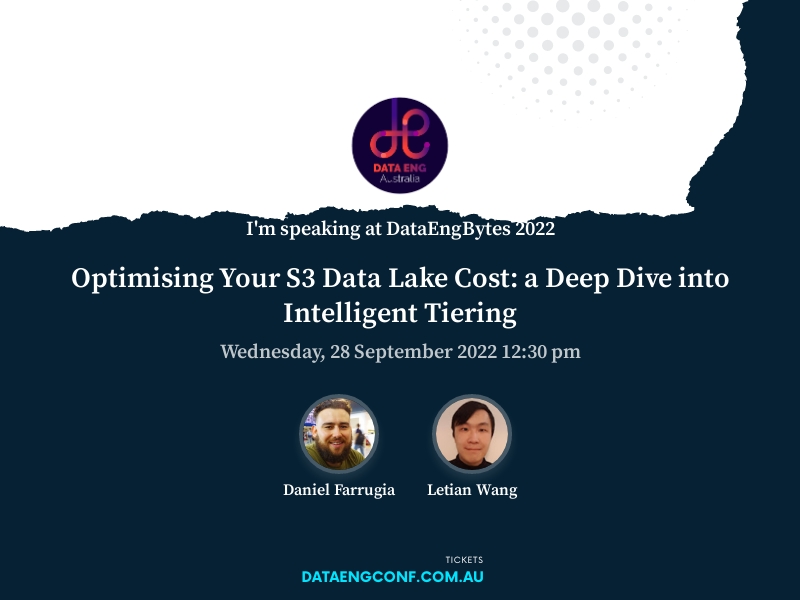 DATA ENG
Australia
I'm speaking at DataEngBytes 2022
Optimising Your S3 Data Lake Cost: a Deep Dive into
Intelligent Tiering
Wednesday, 28 September 2022 12:30 pm
Daniel Farrugia
Letian Wang
TICKETS
DATAENGCONF.COM.AU